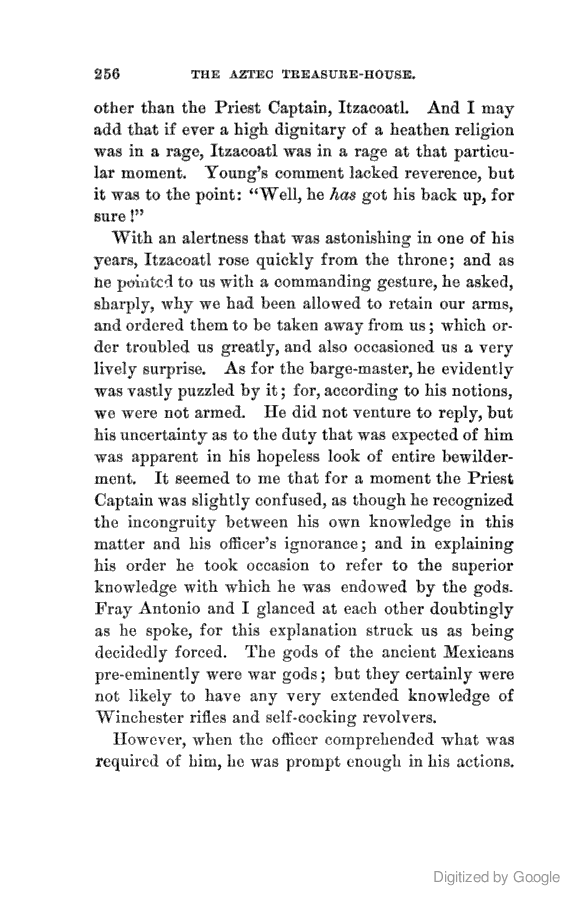 256 THE AZTEC TREASURE-HOUSE.
other than the Priest Captain, Itzacoatl. And I may
add that if ever a high dignitary of a heathen religion
was in a rage, Itzacoatl was in a rage at that particu-
lar moment. Young's comment lacked reverence, but
it was to the point: "Well, he has got his back up, for
sure!"
With an alertness that was astonishing in one of his
years, Itzacoatl rose quickly from the throne; and as
he pointed to us with a commanding gesture, he asked,
sharply, why we had been allowed to retain our arms,
and ordered them to be taken away from us; which or-
der troubled us greatly, and also occasioned us a very
lively surprise. As for the barge-master, he evidently
was vastly puzzled by it; for, according to his notions,
we were not armed. He did not venture to reply, but
his uncertainty as to the duty that was expected of him
was apparent in his hopeless look of entire bewilder-
ment. It seemed to me that for a moment the Priest
Captain was slightly confused, as though he recognized
the incongruity between his own knowledge in this
matter and his officer's ignorance; and in explaining
his order he took occasion to refer to the superior
knowledge with which he was endowed by the gods.
Fray Antonio and I glanced at each other doubtingly
as he spoke, for this explanation struck us as being
decidedly forced. The gods of the ancient Mexicans
pre-eminently were war gods; but they certainly were
not likely to have any very extended knowledge of
Winchester rifles and self-cocking revolvers.
However, when the officer comprehended what was
required of him, he was prompt enough in his actions.
Digitized by Google